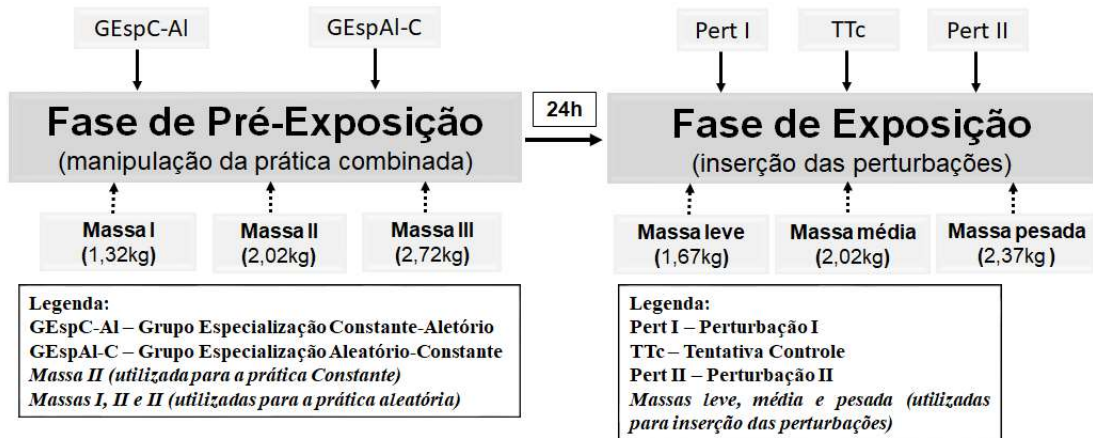 GEspC-Al
GEspAl-C
Fase de Pré-Exposição
(manipulação da prática combinada)
Massa I
(1,32kg)
Massa II
(2,02kg)
Massa III
(2,72kg)
Legenda:
GEspC-Al – Grupo Especialização Constante-Aletório
GEspAl-C – Grupo Especialização Aleatório-Constante
Massa II (utilizada para a prática Constante)
Massas I, II e II (utilizadas para a prática aleatória)
24h
Pert I
TTc
Pert II
Fase de Exposição
(inserção das perturbações)
Massa leve
(1,67kg)
Massa média
(2,02kg)
Massa pesada
(2,37kg )
Legenda:
Pert I – Perturbação I
TTc – Tentativa Controle
Pert II – Perturbação II
Massas leve, média e pesada (utilizadas
para inserção das perturbações)